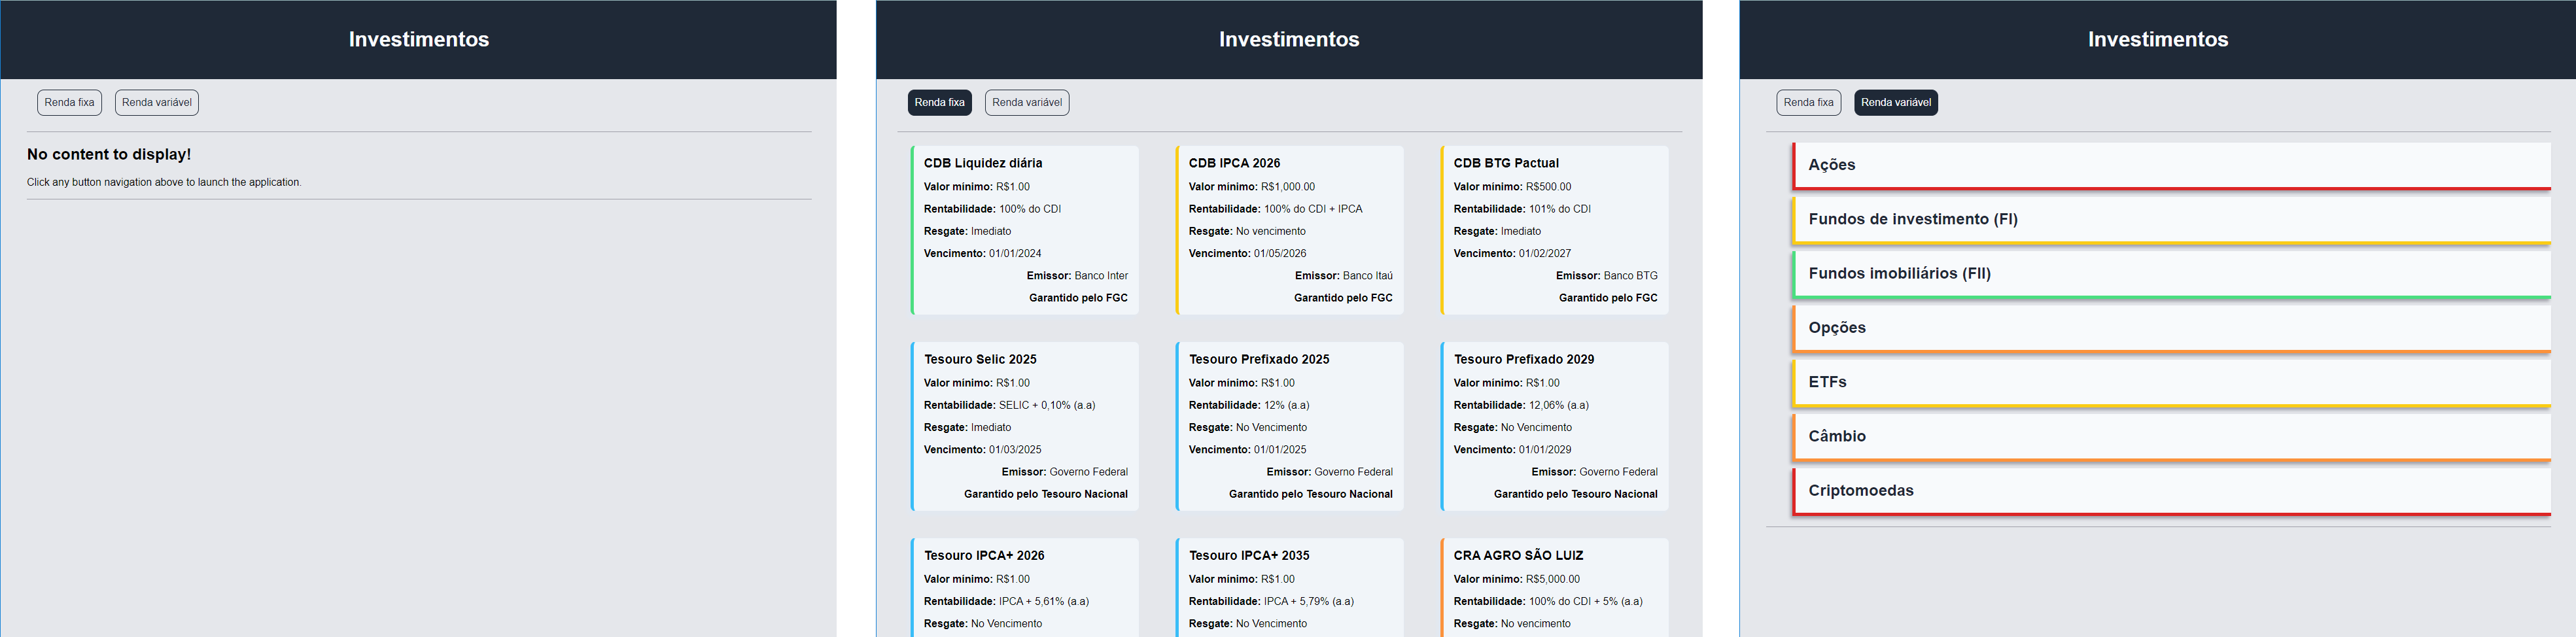 Investimentos
Renda fixa
Renda variável
No content to display!
Click any button navigation above to launch the application.
Investimentos
Renda fixa
Renda variável
CDB Liquidez diária
Valor minimo: R$1.00
Rentabilidade: 100% do CDI
Resgate: Imediato
Vencimento: 01/01/2024
Emissor: Banco Inter
Garantido pelo FGC
CDB IPCA 2026
Valor minimo: R$1,000.00
Rentabilidade: 100% do CDI + IPCA
Resgate: No vencimento
Vencimento: 01/05/2026
Emissor: Banco Itaú
Garantido pelo FGC
CDB BTG Pactual
Valor minimo: R$500.00
Rentabilidade: 101% do CDI
Resgate: Imediato
Vencimento: 01/02/2027
Emissor: Banco BTG
Garantido pelo FGC
Tesouro Selic 2025
Valor minimo: R$1.00
Rentabilidade: SELIC + 0,10% (a.a)
Resgate: Imediato
Vencimento: 01/03/2025
Emissor: Governo Federal
Garantido pelo Tesouro Nacional
Tesouro Prefixado 2025
Valor minimo: R$1.00
Rentabilidade: 12% (a.a)
Resgate: No Vencimento
Vencimento: 01/01/2025
Emissor: Governo Federal
Garantido pelo Tesouro Nacional
Tesouro Prefixado 2029
Valor minimo: R$1.00
Rentabilidade: 12,06% (a.a)
Resgate: No Vencimento
Vencimento: 01/01/2029
Emissor: Governo Federal
Garantido pelo Tesouro Nacional
Tesouro IPCA+ 2026
Valor minimo: R$1.00
Rentabilidade: IPCA + 5,61% (a.a)
Resgate: No Vencimento
Tesouro IPCA+ 2035
Valor minimo: R$1.00
Rentabilidade: IPCA + 5,79% (a.a)
Resgate: No Vencimento
CRA AGRO SÃO LUIZ
Valor minimo: R$5,000.00
Rentabilidade: 100% do CDI + 5% (a.a)
Resgate: No vencimento
Investimentos
Renda fixa
Renda variável
Ações
Fundos de investimento (FI)
Fundos imobiliários (FII)
Opções
ETFs
Câmbio
Criptomoedas